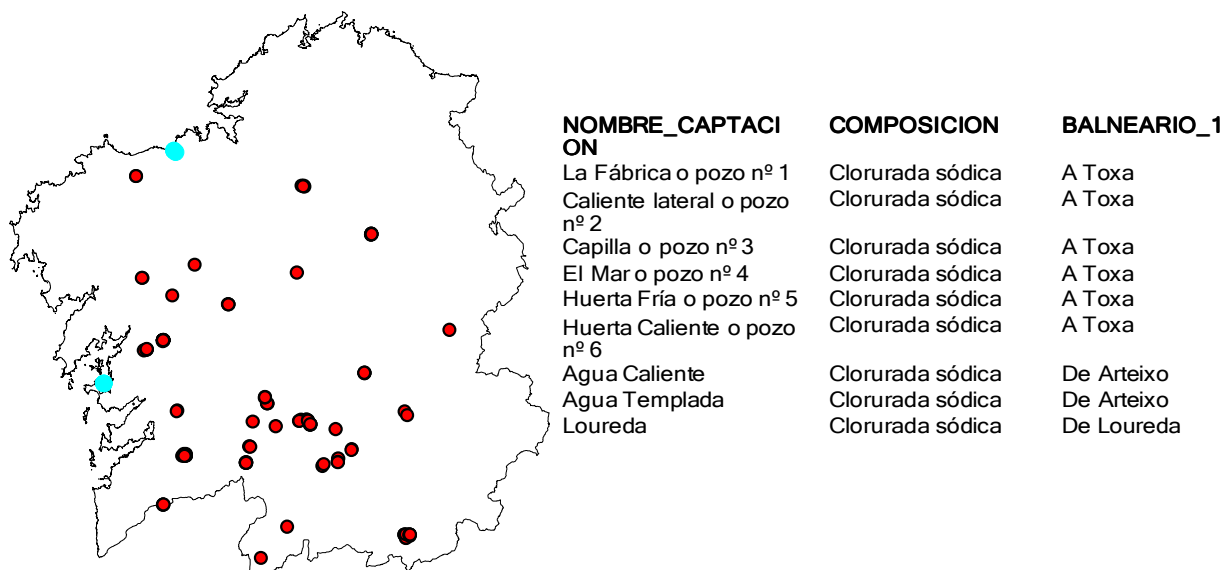 NOMBRE_CAPTACI COMPOSICION BALNEARIO_1
ON
La Fábrica o pozo nº 1 Clorurada sódica A Toxa
Caliente lateral o pozo Clorurada sódica A Toxa
nº 2
Capilla o pozo nº 3 Clorurada sódica A Toxa
El Mar o pozo nº 4 Clorurada sódica A Toxa
Huerta Fría o pozo nº 5 Clorurada sódica A Toxa
Huerta Caliente o pozo Clorurada sódica A Toxa
nº 6
Agua Caliente Clorurada sódica De Arteixo
Agua Templada Clorurada sódica De Arteixo
Loureda Clorurada sódica De Loureda